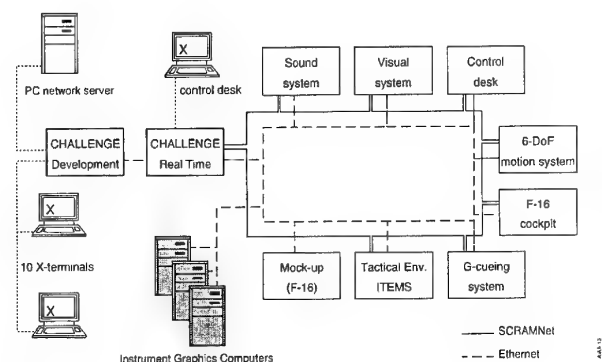 X
PC network server
X
control desk
Sound
system
Visual
system
Control
desk
CHALLENGE
Development
CHALLENGE
Real Time
6-DoF
motion system
F-16
cockpit
X
10 X-terminals
X
Mock-up
(F-16)
Tactical Env.
ITEMS
G-cueing
system
Instrument Graphics Computers
SCRAMNet
Ethernet